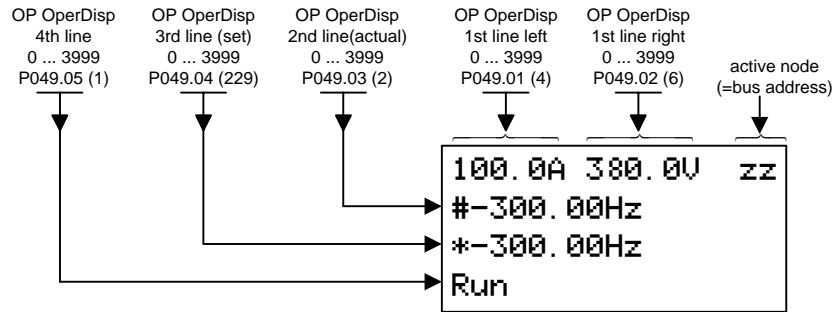 OP OperDisp
4th line
0 ... 3999
P049.05 (1)
OP OperDisp
3rd line (set)
0 ... 3999
P049.04 (229)
OP OperDisp
2nd line(actual)
0 ... 3999
P049.03 (2)
OP OperDisp
1st line left
0 ... 3999
P049.01 (4)
OP OperDisp
1st line right
0 ... 3999
P049.02 (6)
active node
(=bus address)
100.0A 380.0V zz
#-300.00Hz
*-300.00Hz
Run